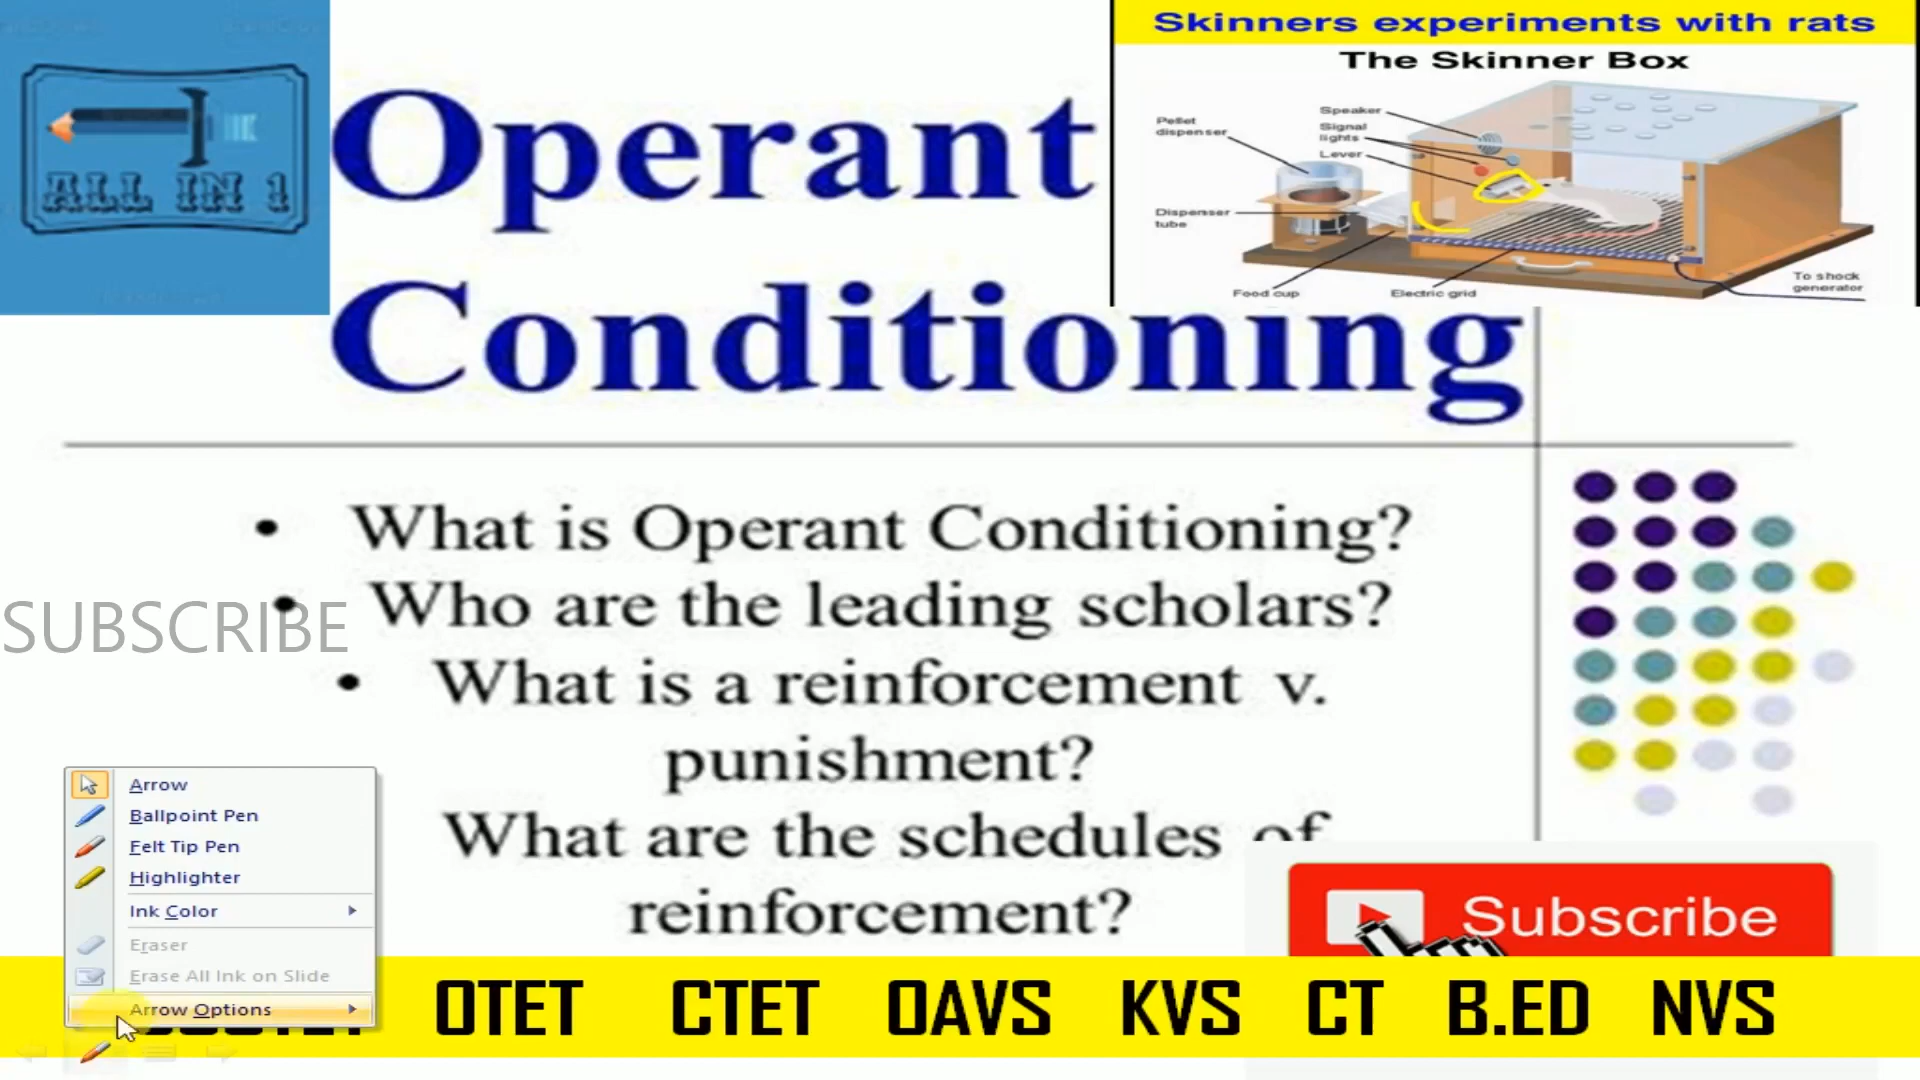 ALL IN 1
Operant
Conditioning
Skinners experiments with rats
The Skinner Box
Speaker
Pellet
dispenser
Signal
lights
Lever
Dispenser
tube
Food cup
Electric grid
To shock
generator
• What is Operant Conditioning?
• Who are the leading scholars?
• What is a reinforcement v.
punishment?
What are the schedules of
reinforcement?
SUBSCRIBE
Arrow
Ballpoint Pen
Felt Tip Pen
Highlighter
Ink Color
Eraser
Erase All Ink on Slide
Arrow Options
Subscribe
OTET CTET OAVS KVS CT B.ED NVS